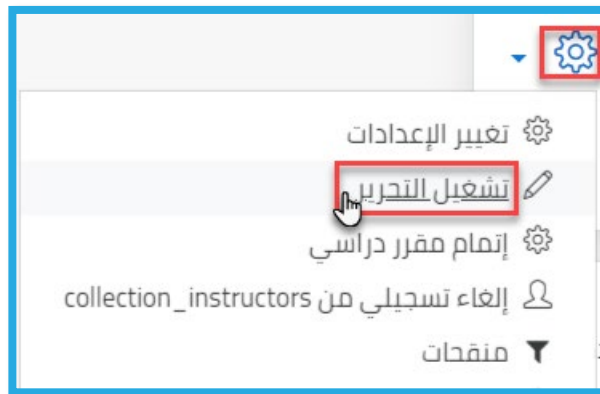 تغيير الإعدادات
تشغيل التحرير
إتمام مقرر دراسي
إلغاء تسجيلي من collection_instructors
منقحات